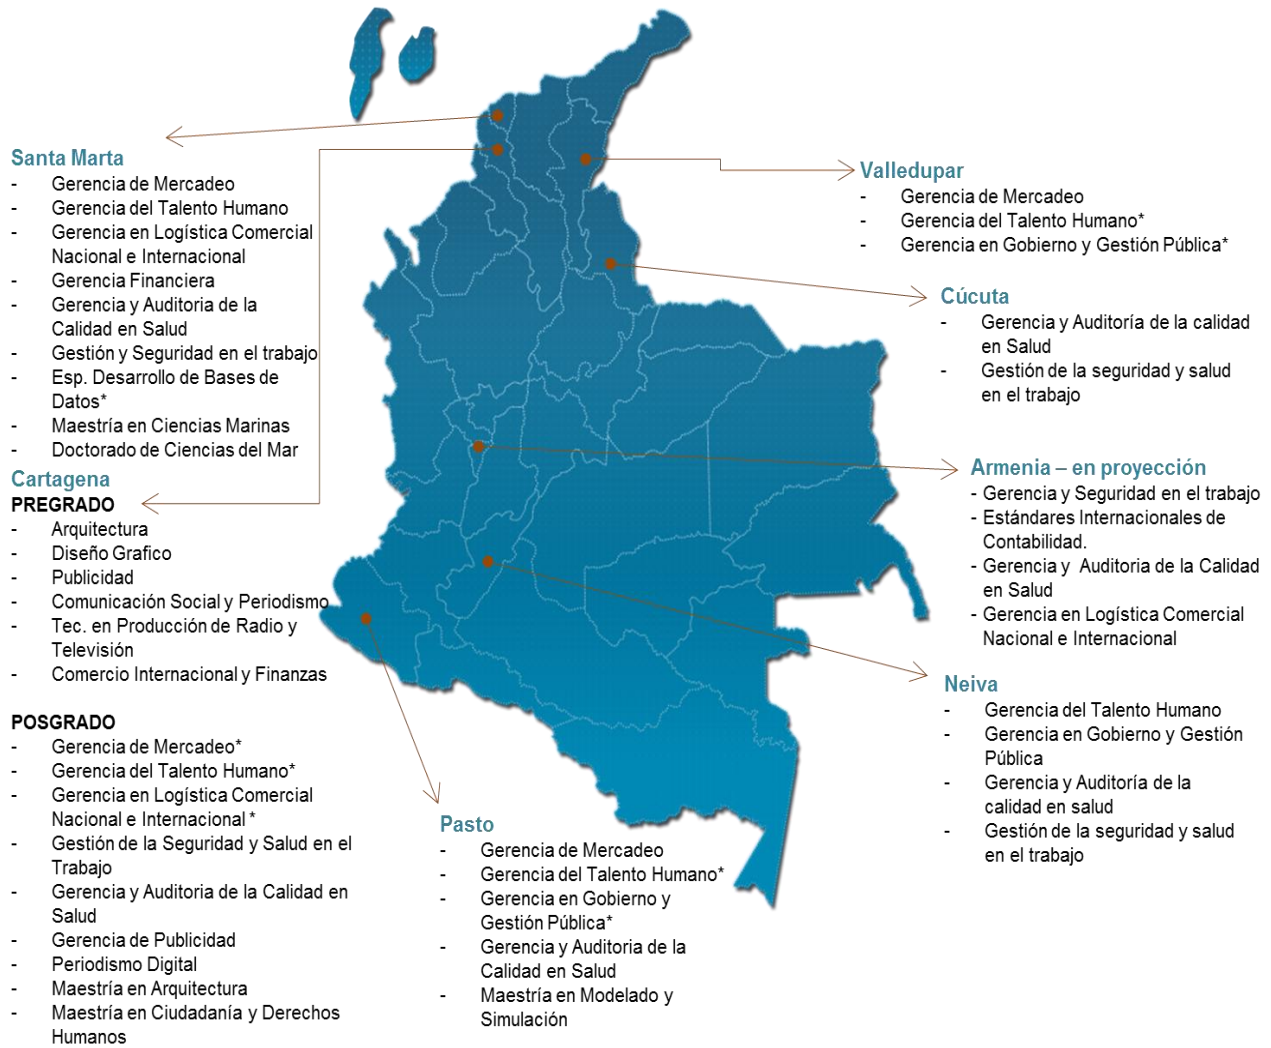 Santa Marta
- Gerencia de Mercadeo
- Gerencia del Talento Humano
- Gerencia en Logística Comercial
Nacional e Internacional
- Gerencia Financiera
- Gerencia y Auditoria de la
Calidad en Salud
- Gestión y Seguridad en el trabajo
- Esp. Desarrollo de Bases de
Datos*
- Maestría en Ciencias Marinas
- Doctorado de Ciencias del Mar
Cartagena
PREGRADO
- Arquitectura
- Diseño Grafico
- Publicidad
- Comunicación Social y Periodismo
- Tec. en Producción de Radio y
Televisión
- Comercio Internacional y Finanzas
POSGRADO
- Gerencia de Mercadeo*
- Gerencia del Talento Humano*
- Gerencia en Logística Comercial
Nacional e Internacional *
- Gestión de la Seguridad y Salud en el
Trabajo
- Gerencia y Auditoria de la Calidad en
Salud
- Gerencia de Publicidad
- Periodismo Digital
- Maestría en Arquitectura
- Maestría en Ciudadanía y Derechos
Humanos
Pasto
- Gerencia de Mercadeo
- Gerencia del Talento Humano*
- Gerencia en Gobierno y
Gestión Pública*
- Gerencia y Auditoria de la
Calidad en Salud
- Maestría en Modelado y
Simulación
Valledupar
- Gerencia de Mercadeo
- Gerencia del Talento Humano*
- Gerencia en Gobierno y Gestión Pública*
Cúcuta
- Gerencia y Auditoría de la calidad
en Salud
- Gestión de la seguridad y salud
en el trabajo
Armenia – en proyección
- Gerencia y Seguridad en el trabajo
- Estándares Internacionales de
Contabilidad.
- Gerencia y Auditoria de la Calidad
en Salud
- Gerencia en Logística Comercial
Nacional e Internacional
Neiva
- Gerencia del Talento Humano
- Gerencia en Gobierno y Gestión
Pública
- Gerencia y Auditoría de la
calidad en salud
- Gestión de la seguridad y salud
en el trabajo